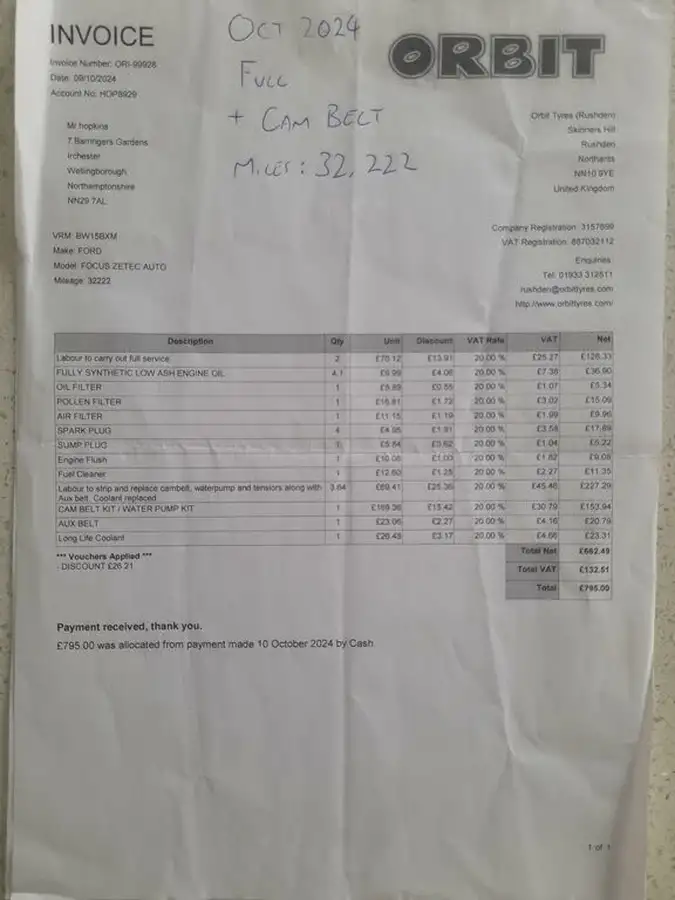 INVOICE
Invoice Number: ORI-99926
Date: 09/10/2024
Account No: HOP8929
OCT 2024
FULL
+ CAM BELT
MILES: 32,222
ORBIT
Mr hopkins
7 Barringers Gardens
Irchester
Wellingborough
Northamptonshire
NN29 7AL
Orbit Tyres (Rushden)
Skinners Hill
Rushden
Northants
NN10 9YE
United Kingdom
VRM: BW15BXM
Make: FORD
Model: FOCUS ZETEC AUTO
Mileage: 32222
Company Registration: 3157899
VAT Registration: 887032112
Enquiries
Tel: 01933 312811
rushden@orbittyres.com
http://www.orbittyres.com/
Description Qty Unit Discount VAT Rate VAT Net
Labour to carry out full service 2 £70.12 £13.91 20.00 % £25.27 £126.33
FULLY SYNTHETIC LOW ASH ENGINE OIL 4.1 £9.99 £4.06 20.00 % £7.38 £36.90
OIL FILTER 1 £5.89 £0.55 20.00 % £1.07 £5.34
POLLEN FILTER 1 £16.81 £1.72 20.00 % £3.02 £15.09
AIR FILTER 1 £11.15 £1.19 20.00 % £1.99 £9.96
SPARK PLUG 4 £4.95 £1.91 20.00 % £3.58 £17.89
SUMP PLUG 1 £5.84 £0.62 20.00 % £1.04 £5.22
Engine Flush 1 £10.08 £1.00 20.00 % £1.82 £9.08
Fuel Cleaner 1 £12.60 £1.25 20.00 % £2.27 £11.35
Labour to strip and replace cambelt, waterpump and tensiors along with 3.64 £69.41 £25.36 20.00 % £45.46 £227.29
Aux belt. Coolant replaced
CAM BELT KIT / WATER PUMP KIT 1 £169.36 £15.42 20.00 % £30.79 £153.94
AUX BELT 1 £23.06 £2.27 20.00 % £4.16 £20.79
Long Life Coolant 1 £26.48 £3.17 20.00 % £4.66 £23.31
*** Vouchers Applied ***
- DISCOUNT £26.21
Total Net £662.49
Total VAT £132.51
Total £795.00
Payment received, thank you.
£795.00 was allocated from payment made 10 October 2024 by Cash
1 of 1